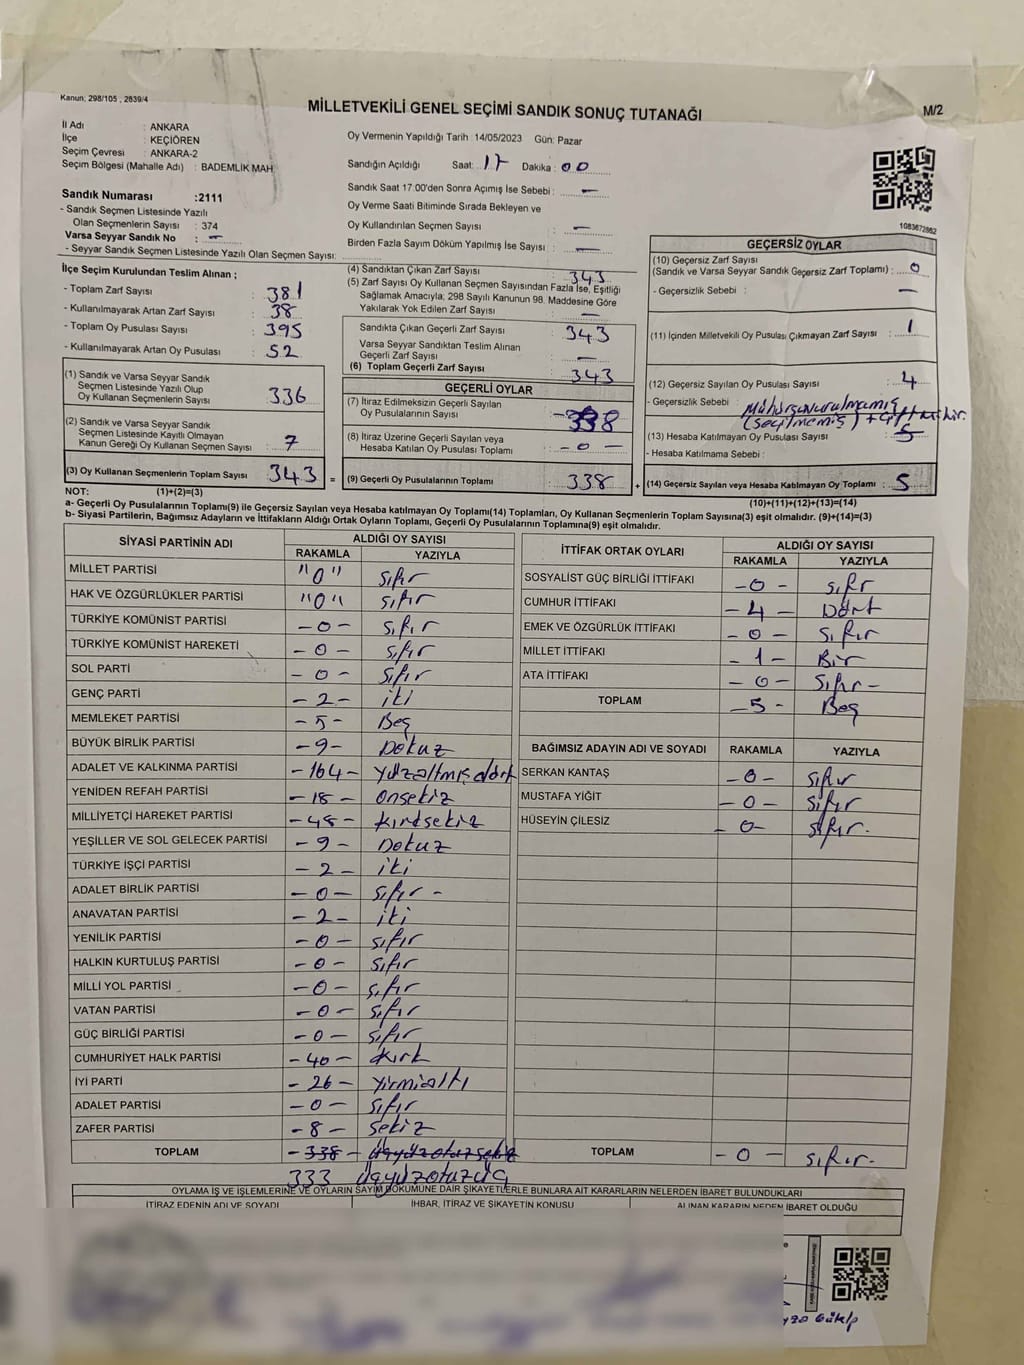 Kanun; 298/105 , 2839/4
MİLLETVEKİLİ GENEL SEÇİMİ SANDIK SONUÇ TUTANAĞI
M/2
İl Adı : ANKARA
İlçe : KEÇİÖREN
Seçim Çevresi : ANKARA-2
Seçim Bölgesi (Mahalle Adı) : BADEMLİK MAH
Sandık Numarası :2111
- Sandık Seçmen Listesinde Yazılı
Olan Seçmenlerin Sayısı : 374
Varsa Seyyar Sandık No : —
- Seyyar Sandık Seçmen Listesinde Yazılı Olan Seçmen Sayısı:
Oy Vermenin Yapıldığı Tarih :14/05/2023 Gün: Pazar
Sandığın Açıldığı Saat: 17 Dakika : 00
Sandık Saat 17:00'den Sonra Açımış İse Sebebi : —
Oy Verme Saati Bitiminde Sırada Bekleyen ve
Oy Kullandırılan Seçmen Sayısı —
Birden Fazla Sayım Döküm Yapılmış İse Sayısı : —
1083672862
İlçe Seçim Kurulundan Teslim Alınan ;
- Toplam Zarf Sayısı : 381
- Kullanılmayarak Artan Zarf Sayısı : 38
- Toplam Oy Pusulası Sayısı : 395
- Kullanılmayarak Artan Oy Pusulası : 52
(1) Sandık ve Varsa Seyyar Sandık
Seçmen Listesinde Yazılı Olup
Oy Kullanan Seçmenlerin Sayısı 336
(2) Sandık ve Varsa Seyyar Sandık
Seçmen Listesinde Kayıtlı Olmayan
Kanun Gereği Oy Kullanan Seçmen Sayısı : 7
(3) Oy Kullanan Seçmenlerin Toplam Sayısı 343 =
(4) Sandıktan Çıkan Zarf Sayısı 343
(5) Zarf Sayısı Oy Kullanan Seçmen Sayısından Fazla İse, Eşitliği
Sağlamak Amacıyla; 298 Sayılı Kanunun 98. Maddesine Göre
Yakılarak Yok Edilen Zarf Sayısı : —
Sandıkta Çıkan Geçerli Zarf Sayısı : 343
Varsa Seyyar Sandıktan Teslim Alınan
Geçerli Zarf Sayısı : —
(6) Toplam Geçerli Zarf Sayısı : 343
GEÇERLİ OYLAR
(7) İtiraz Edilmeksizin Geçerli Sayılan
Oy Pusulalarının Sayısı : - 338
(8) İtiraz Üzerine Geçerli Sayılan veya
Hesaba Katılan Oy Pusulası Toplamı : - 0 -
(9) Geçerli Oy Pusulalarının Toplamı : 338 +
GEÇERSİZ OYLAR
(10) Geçersiz Zarf Sayısı
(Sandık ve Varsa Seyyar Sandık Geçersiz Zarf Toplamı) : 0
- Geçersizlik Sebebi : —
(11) İçinden Milletvekili Oy Pusulası Çıkmayan Zarf Sayısı : 1
(12) Geçersiz Sayılan Oy Pusulası Sayısı : 4
- Geçersizlik Sebebi : Mühürsüvurulmamış
(Seçilmemiş) + Çift mühür.
(13) Hesaba Katılmayan Oy Pusulası Sayısı : 5
- Hesaba Katılmama Sebebi :
(14) Geçersiz Sayılan veya Hesaba Katılmayan Oy Toplamı : 5
NOT: (1)+(2)=(3)
(10)+(11)+(12)+(13)=(14)
a- Geçerli Oy Pusulaları Toplamı(9) ile Geçersiz Sayılan veya Hesaba katılmayan Oy Toplamı(14) Toplamları, Oy Kullanan Seçmenlerin Toplam Sayısına(3) eşit olmalıdır. (9)+(14)=(3)
b- Siyasi Partilerin, Bağımsız Adayların ve İttifakların Aldığı Ortak Oyların Toplamı, Geçerli Oy Pusulalarının Toplamına(9) eşit olmalıdır.
SİYASİ PARTİNİN ADI ALDIĞI OY SAYISI
RAKAMLA YAZIYLA
MİLLET PARTİSİ "0" Sıfır
HAK VE ÖZGÜRLÜKLER PARTİSİ "0" Sıfır
TÜRKİYE KOMÜNİST PARTİSİ - 0 - Sıfır
TÜRKİYE KOMÜNİST HAREKETİ - 0 - Sıfır
SOL PARTİ - 0 - Sıfır
GENÇ PARTİ - 2 - iki
MEMLEKET PARTİSİ - 5 - Beş
BÜYÜK BİRLİK PARTİSİ - 9 - Dokuz
ADALET VE KALKINMA PARTİSİ - 164 - yüzaltmışdört
YENİDEN REFAH PARTİSİ - 18 - Onsekiz
MİLLİYETÇİ HAREKET PARTİSİ - 48 - Kırksekiz
YEŞİLLER VE SOL GELECEK PARTİSİ - 9 - Dokuz
TÜRKİYE İŞÇİ PARTİSİ - 2 - iki
ADALET BİRLİK PARTİSİ - 0 - Sıfır -
ANAVATAN PARTİSİ - 2 - iki
YENİLİK PARTİSİ - 0 - Sıfır
HALKIN KURTULUŞ PARTİSİ - 0 - Sıfır
MİLLİ YOL PARTİSİ - 0 - Sıfır
VATAN PARTİSİ - 0 - Sıfır
GÜÇ BİRLİĞİ PARTİSİ - 0 - Sıfır
CUMHURİYET HALK PARTİSİ - 40 - Kırk
İYİ PARTİ - 26 - Yirmialtı
ADALET PARTİSİ - 0 - Sıfır
ZAFER PARTİSİ - 8 - Sekiz
TOPLAM - 338 - Üçyüzotuzsekiz
333 Üçyüzotuzüç
İTTİFAK ORTAK OYLARI ALDIĞI OY SAYISI
RAKAMLA YAZIYLA
SOSYALİST GÜÇ BİRLİĞİ İTTİFAKI - 0 - Sıfır
CUMHUR İTTİFAKI - 4 - Dört
EMEK VE ÖZGÜRLÜK İTTİFAKI - 0 - Sıfır
MİLLET İTTİFAKI - 1 - Bir
ATA İTTİFAKI - 0 - Sıfır -
TOPLAM - 5 - Beş
BAĞIMSIZ ADAYIN ADI VE SOYADI RAKAMLA YAZIYLA
SERKAN KANTAŞ - 0 - Sıfır
MUSTAFA YİĞİT - 0 - Sıfır
HÜSEYİN ÇİLESİZ - 0 - Sıfır.
TOPLAM - 0 - Sıfır.
OYLAMA İŞ VE İŞLEMLERİNE VE OYLARIN SAYIM DÖKÜMÜNE DAİR ŞİKAYETLERLE BUNLARA AİT KARARLARIN NELERDEN İBARET BULUNDUKLARI
İTİRAZ EDENİN ADI VE SOYADI İHBAR, İTİRAZ VE ŞİKAYETİN KONUSU ALINAN KARARIN NEDEN İBARET OLDUĞU